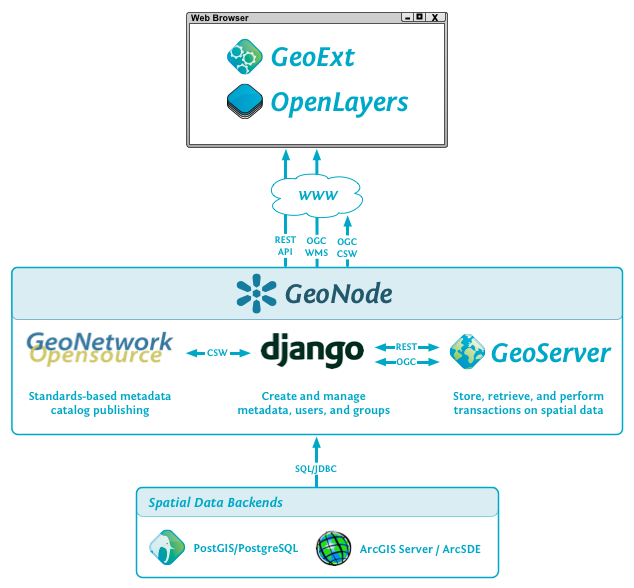 Web Browser
X
GeoExt
OpenLayers
WWW
REST
API
OGC
WMS
OGC
CSW
GeoNode
GeoNetwork
Opensource
CSW
django
REST
OGC
GeoServer
Standards-based metadata
catalog publishing
Create and manage
metadata, users, and groups
Store, retrieve, and perform
transactions on spatial data
SQL/JDBC
Spatial Data Backends
PostGIS/PostgreSQL
ArcGIS Server / ArcSDE